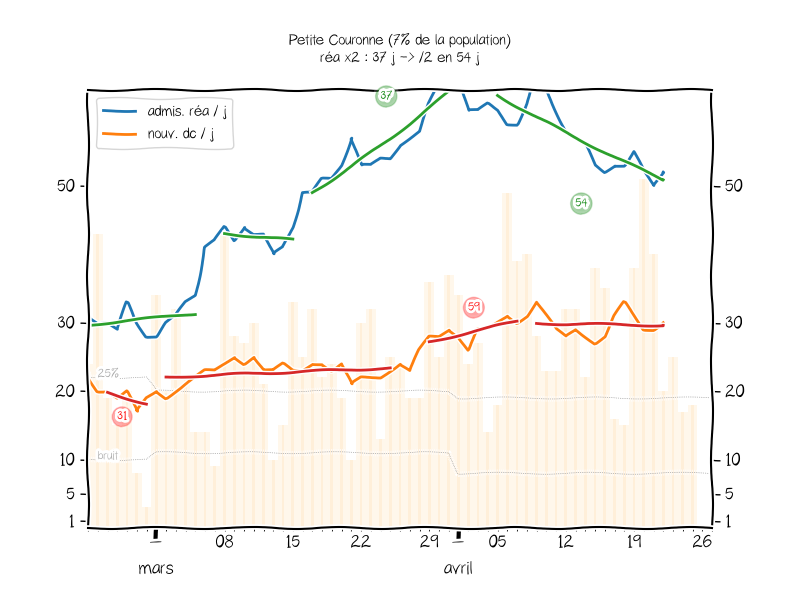 Petite Couronne (7% de la population)
réa x2 : 37 j -> /2 en 54 j
37
admis. réa / j
nouv. dc / j
50 50
54
59
30 30
25%
20 20
31
bruit
10 10
5 5
1 1
1 08 15 22 29 1 05 12 19 26
mars avril